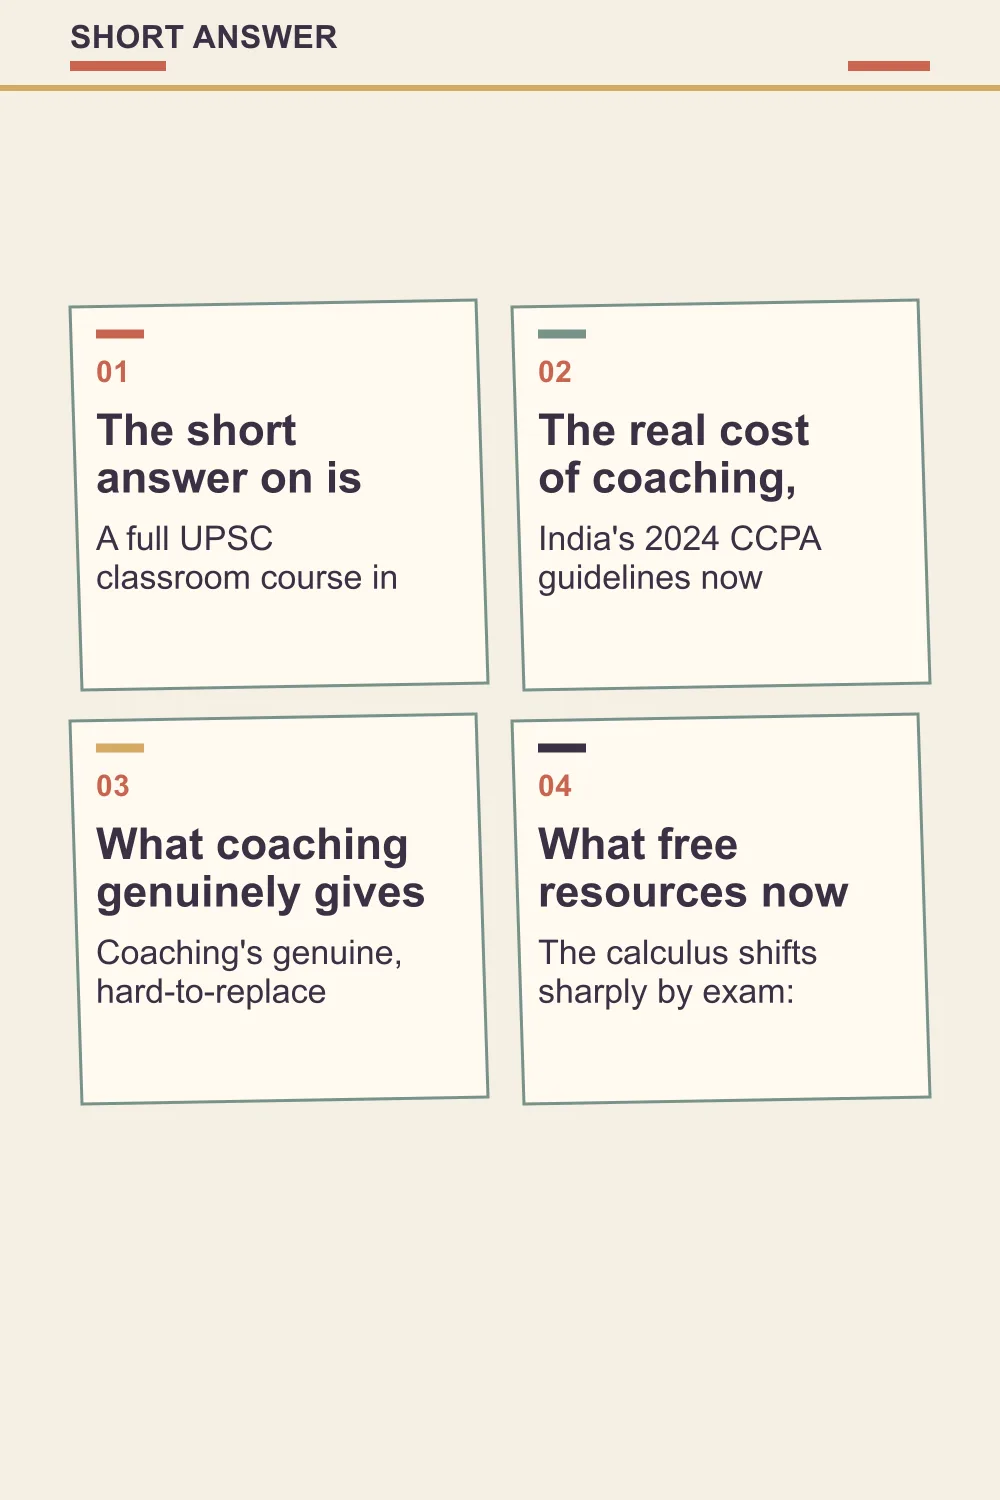 SHORT ANSWER
01
The short
answer on is
A full UPSC
classroom course in
02
The real cost
of coaching,
India's 2024 CCPA
guidelines now
03
What coaching
genuinely gives
Coaching's genuine,
hard-to-replace
04
What free
resources now
The calculus shifts
sharply by exam: